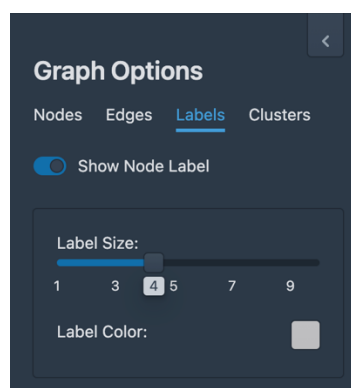 Graph Options
Nodes Edges Labels Clusters
Show Node Label
Label Size:
1 3 4 5 7 9
Label Color: